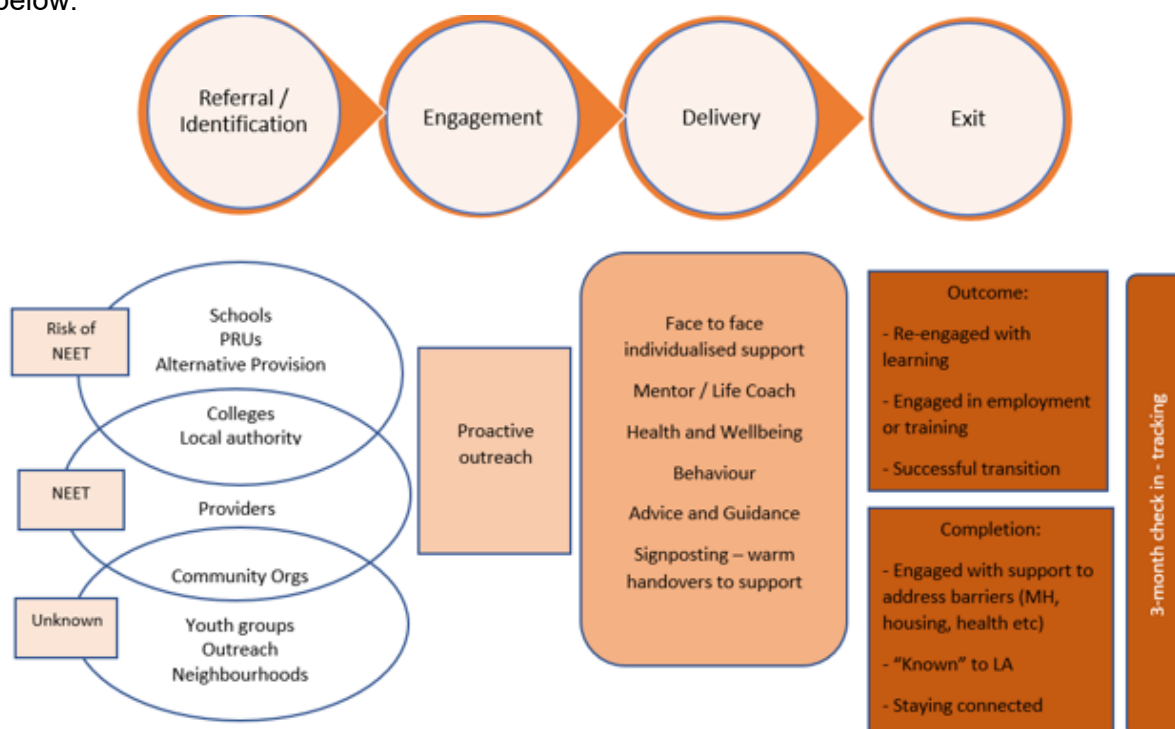 below:
Referral /
Identification
Engagement
Delivery
Exit
Risk of
NEET
Schools
PRUs
Alternative Provision
Colleges
Local authority
NEET
Providers
Community Orgs
Unknown
Youth groups
Outreach
Neighbourhoods
Proactive
outreach
Face to face
individualised support
Mentor / Life Coach
Health and Wellbeing
Behaviour
Advice and Guidance
Signposting – warm
handovers to support
Outcome:
- Re-engaged with
learning
- Engaged in employment
or training
- Successful transition
Completion:
- Engaged with support to
address barriers (MH,
housing, health etc)
- “Known” to LA
- Staying connected
3-month check in - tracking